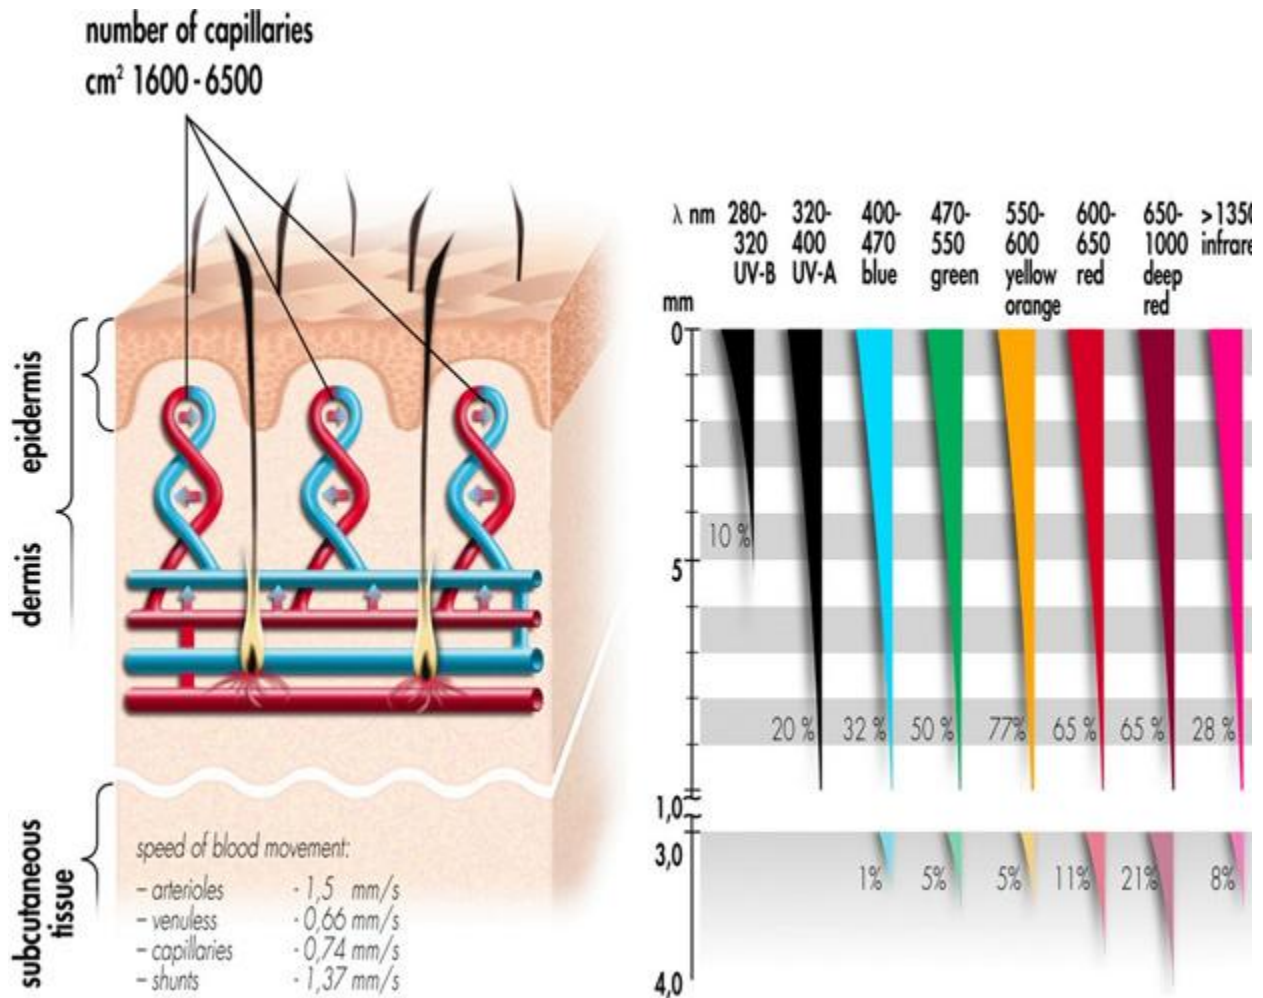 number of capillaries
cm² 1600 - 6500
epidermis
dermis
subcutaneous
tissue
speed of blood movement:
– arterioles - 1,5 mm/s
– venuless - 0,66 mm/s
– capillaries - 0,74 mm/s
– shunts - 1,37 mm/s
λ nm 280- 320- 400- 470- 550- 600- 650- >1350
320 400 470 550 600 650 1000 infrare
UV-B UV-A blue green yellow red deep
orange red
mm
0
10 %
5
20 % 32 % 50 % 77% 65 % 65 % 28 %
1,0
3,0
1% 5% 5% 11% 21% 8%
4,0